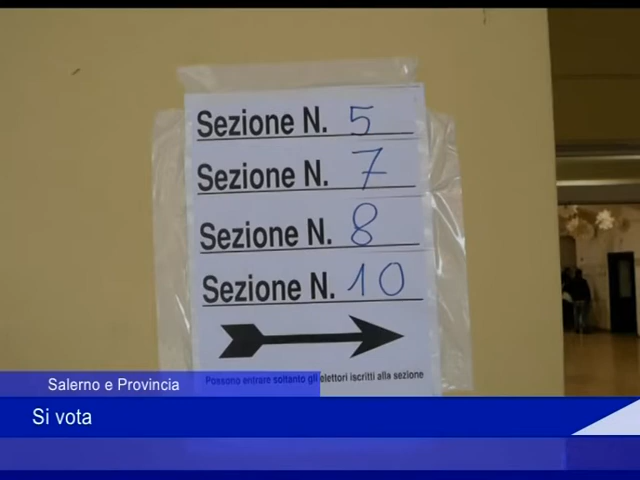 Sezione N. 5
Sezione N. 7
Sezione N. 8
Sezione N. 10
Possono entrare soltanto gli elettori iscritti alla sezione
Salerno e Provincia
Si vota